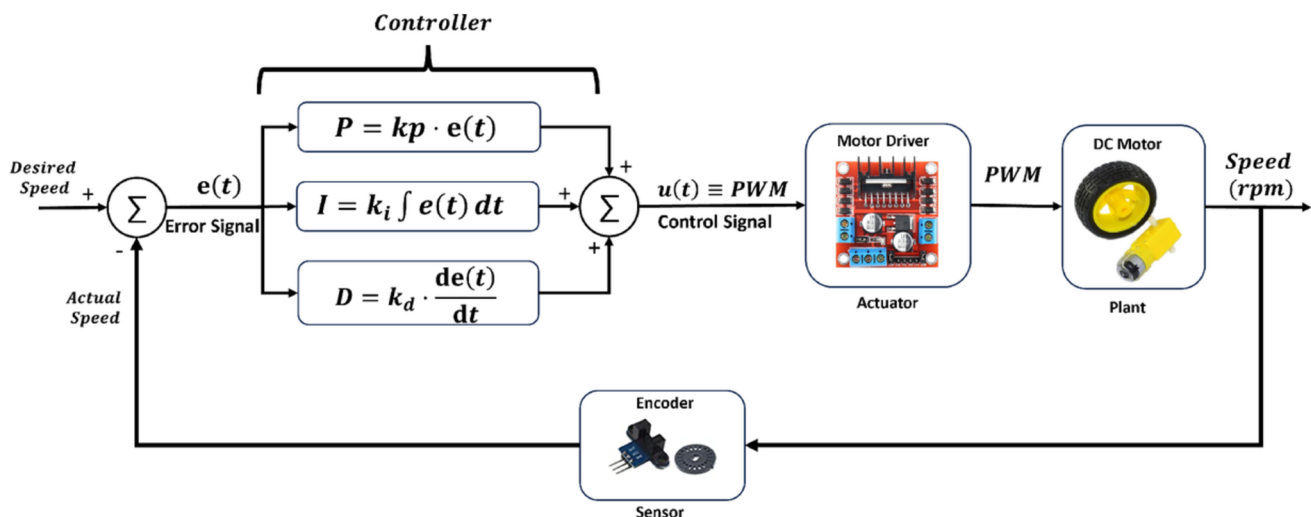 Controller
P = kp · e(t)
Desired
Speed
+
-
∑
e(t)
Error Signal
I = k_i ∫ e(t) dt
D = k_d · de(t)/dt
+
+
+
∑
u(t) ≡ PWM
Control Signal
Motor Driver
Actuator
PWM
DC Motor
Plant
Speed
(rpm)
Actual
Speed
Encoder
Sensor